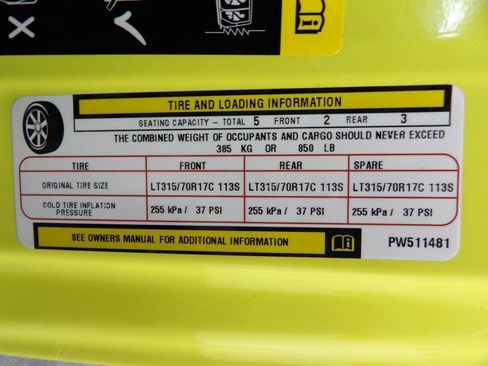 TIRE AND LOADING INFORMATION
SEATING CAPACITY - TOTAL 5 FRONT 2 REAR 3
THE COMBINED WEIGHT OF OCCUPANTS AND CARGO SHOULD NEVER EXCEED
385 KG OR 850 LB
TIRE FRONT REAR SPARE
ORIGINAL TIRE SIZE LT315/70R17C 113S LT315/70R17C 113S LT315/70R17C 113S
COLD TIRE INFLATION PRESSURE 255 kPa / 37 PSI 255 kPa / 37 PSI 255 kPa / 37 PSI
SEE OWNERS MANUAL FOR ADDITIONAL INFORMATION PW511481